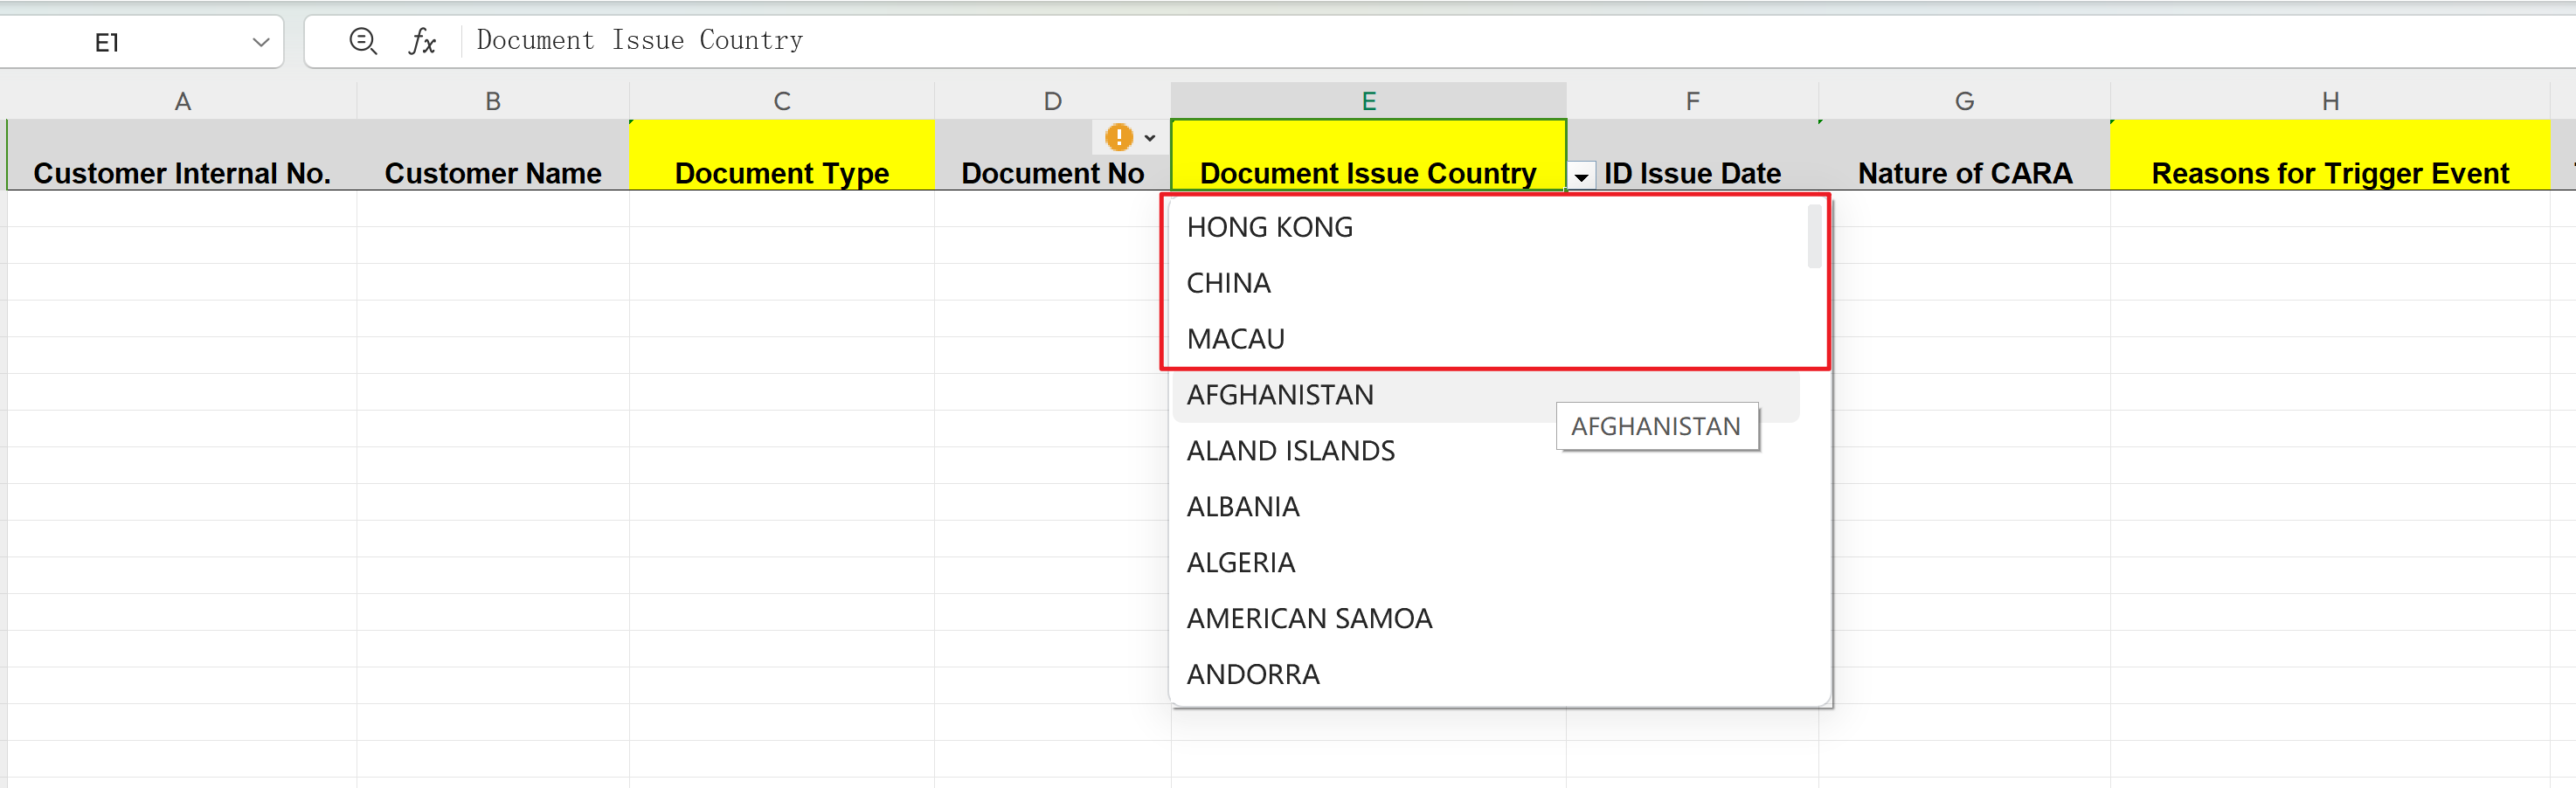 E1
fx Document Issue Country
A B C D E F G H
Customer Internal No. Customer Name Document Type Document No Document Issue Country ID Issue Date Nature of CARA Reasons for Trigger Event
HONG KONG
CHINA
MACAU
AFGHANISTAN
AFGHANISTAN
ALAND ISLANDS
ALBANIA
ALGERIA
AMERICAN SAMOA
ANDORRA